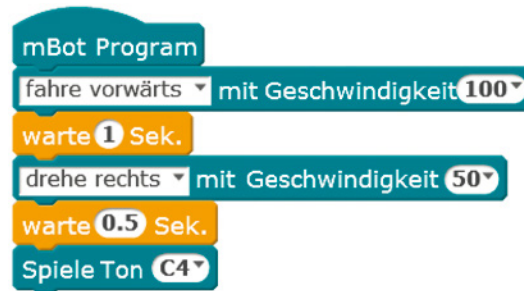 mBot Program
fahre vorwärts mit Geschwindigkeit 100
warte 1 Sek.
drehe rechts mit Geschwindigkeit 50
warte 0.5 Sek.
Spiele Ton C4